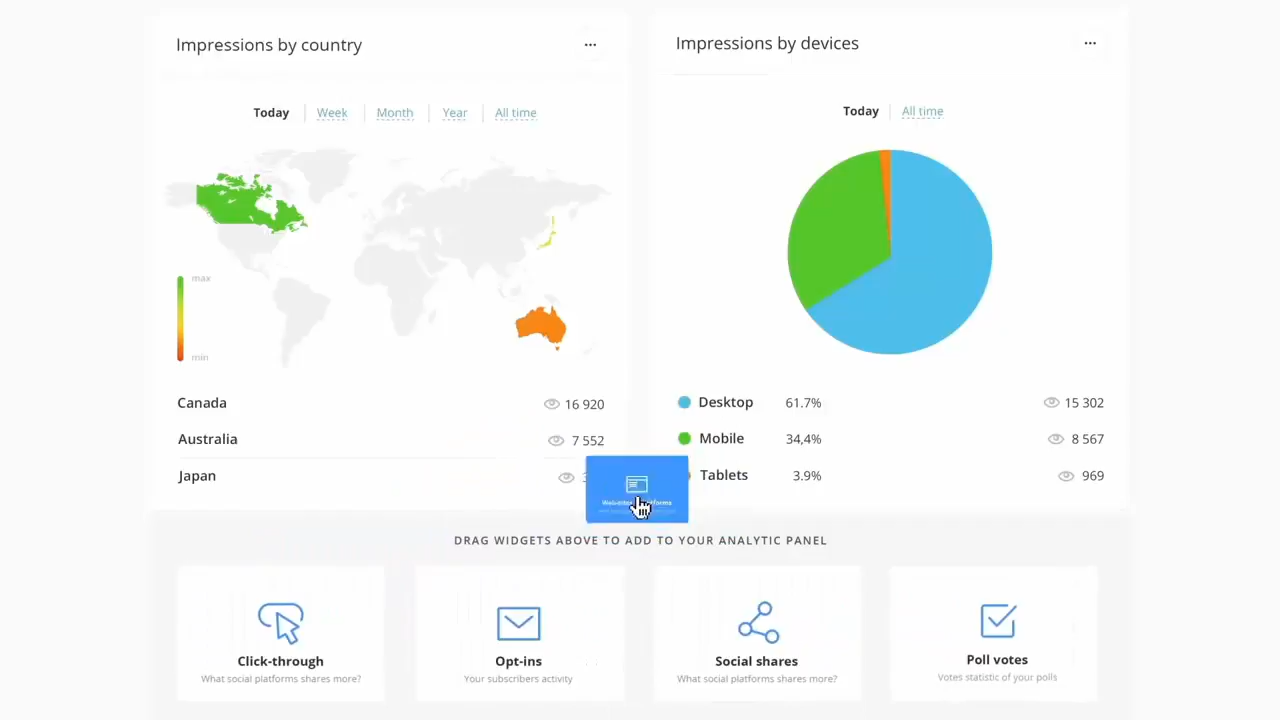 Impressions by country
Today Week Month Year All time
max
min
Canada 16 920
Australia 7 552
Japan
Impressions by devices
Today All time
Desktop 61.7% 15 302
Mobile 34,4% 8 567
Tablets 3.9% 969
DRAG WIDGETS ABOVE TO ADD TO YOUR ANALYTIC PANEL
Click-through
What social platforms shares more?
Opt-ins
Your subscribers activity
Social shares
What social platforms shares more?
Poll votes
Votes statistic of your polls